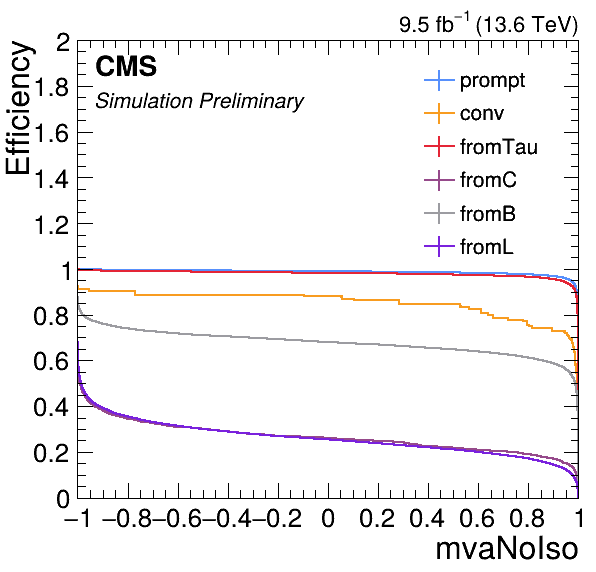 9.5 fb⁻¹ (13.6 TeV)
Efficiency
CMS
Simulation Preliminary
prompt
conv
fromTau
fromC
fromB
fromL
2
1.8
1.6
1.4
1.2
1
0.8
0.6
0.4
0.2
0
−1 −0.8 −0.6 −0.4 −0.2 0 0.2 0.4 0.6 0.8 1
mvaNoIso